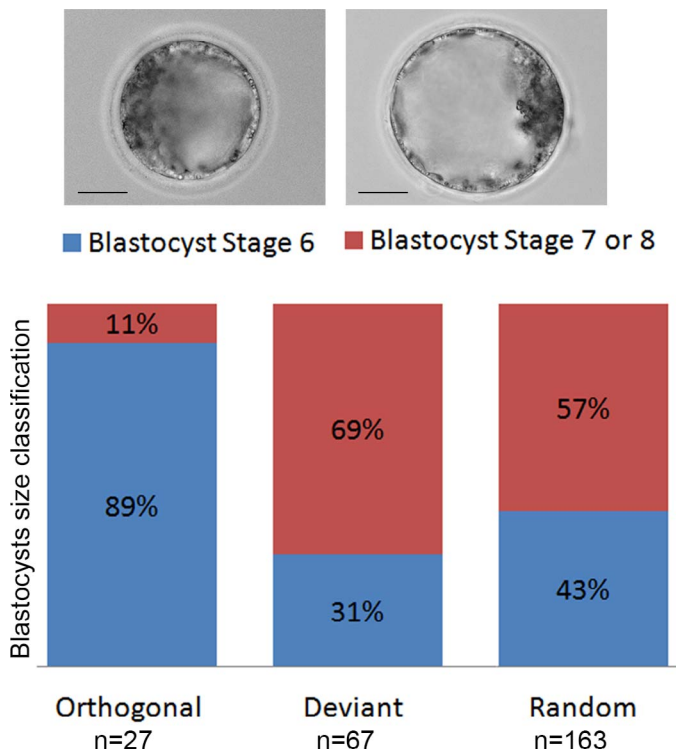 Blastocyst Stage 6 Blastocyst Stage 7 or 8
Blastocysts size classification
11%
69%
57%
89%
31%
43%
Orthogonal Deviant Random
n=27 n=67 n=163